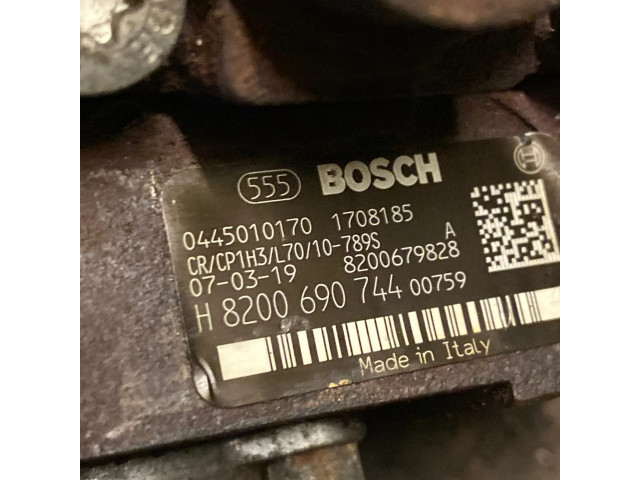 555 BOSCH
0445010170 1708185
CR/CP1H3/L70/10-789S A
07-03-19 8200679828
H 8200 690 744 00759
Made in Italy